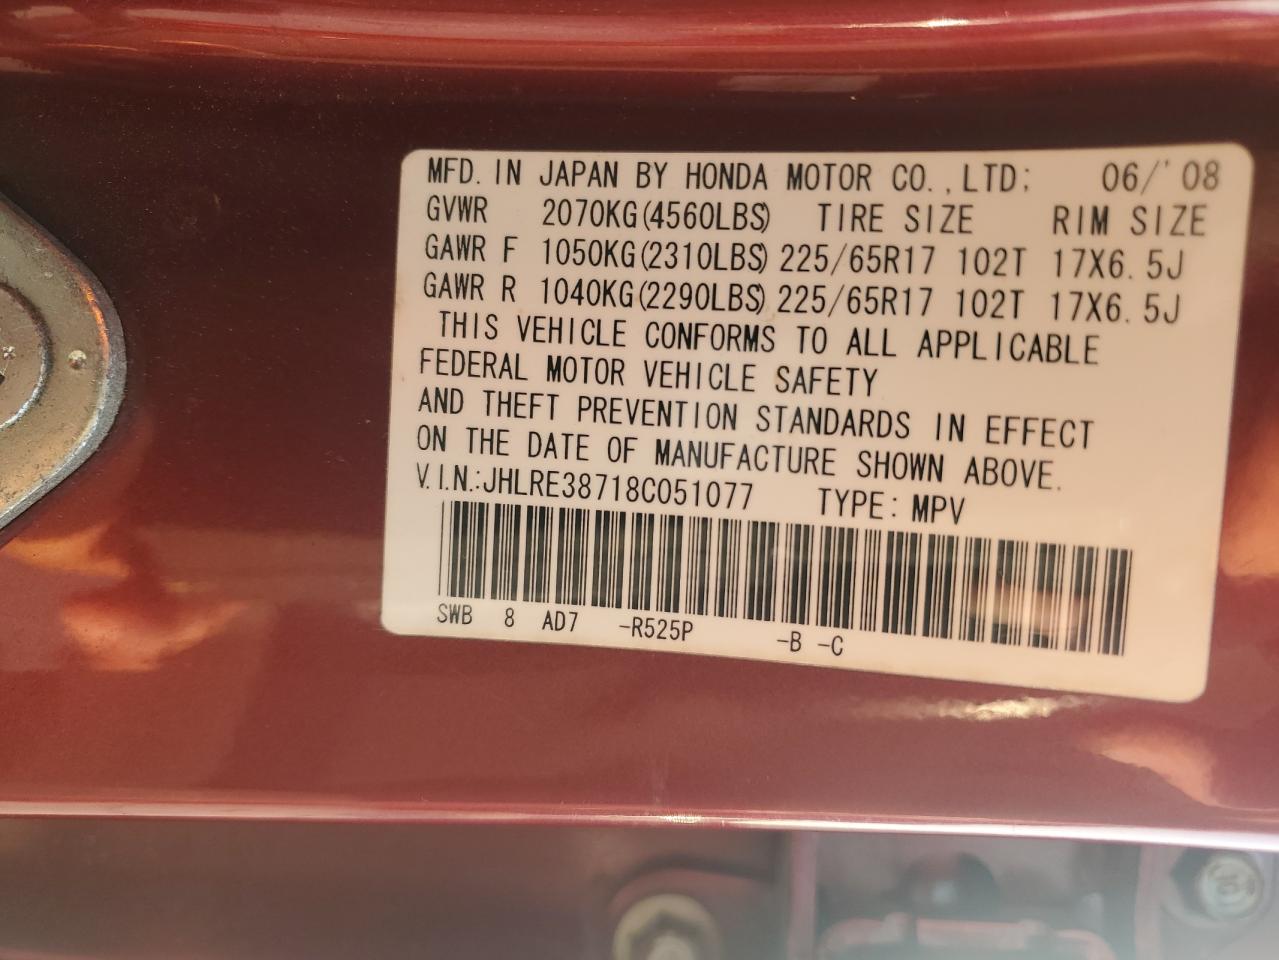 MFD. IN JAPAN BY HONDA MOTOR CO., LTD: 06/'08
GVWR 2070KG(4560LBS) TIRE SIZE RIM SIZE
GAWR F 1050KG(2310LBS) 225/65R17 102T 17X6.5J
GAWR R 1040KG(2290LBS) 225/65R17 102T 17X6.5J
THIS VEHICLE CONFORMS TO ALL APPLICABLE
FEDERAL MOTOR VEHICLE SAFETY
AND THEFT PREVENTION STANDARDS IN EFFECT
ON THE DATE OF MANUFACTURE SHOWN ABOVE.
V.I.N.:JHLRE38718C051077 TYPE: MPV
SWB 8 AD7 -R525P -B -C